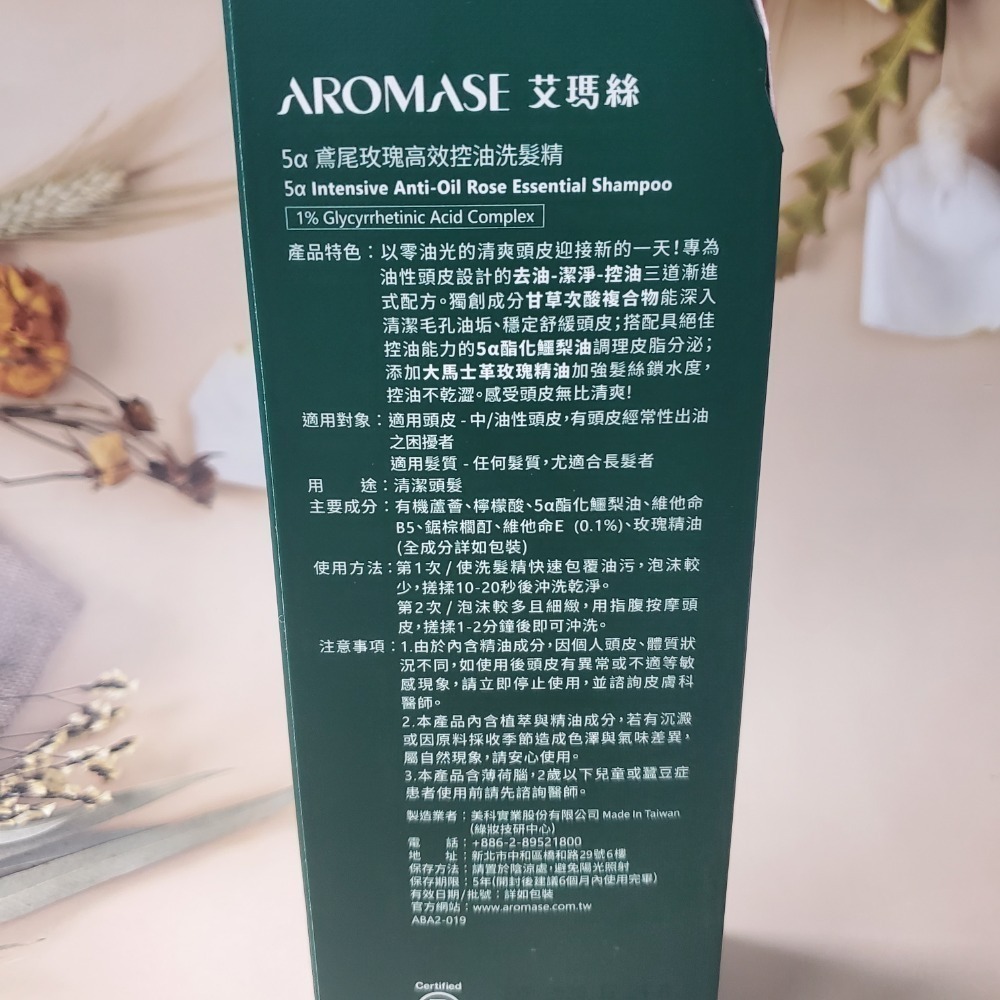 AROMASE 艾瑪絲
5α 鳶尾玫瑰高效控油洗髮精
5α Intensive Anti-Oil Rose Essential Shampoo
1% Glycyrrhetinic Acid Complex
產品特色：以零油光的清爽頭皮迎接新的一天！專為
油性頭皮設計的去油-潔淨-控油三道漸進
式配方。獨創成分甘草次酸複合物能深入
清潔毛孔油垢、穩定舒緩頭皮；搭配具絕佳
控油能力的5α酯化鱷梨油調理皮脂分泌；
添加大馬士革玫瑰精油加強髮絲鎖水度，
控油不乾澀。感受頭皮無比清爽！
適用對象：適用頭皮 - 中/油性頭皮，有頭皮經常性出油
之困擾者
適用髮質 - 任何髮質，尤適合長髮者
用 途：清潔頭髮
主要成分：有機蘆薈、檸檬酸、5α酯化鱷梨油、維他命
B5、鋸棕櫚酊、維他命E (0.1%)、玫瑰精油
(全成分詳如包裝)
使用方法：第1次 / 使洗髮精快速包覆油污，泡沫較
少，搓揉10-20秒後沖洗乾淨。
第2次 / 泡沫較多且細緻，用指腹按摩頭
皮，搓揉1-2分鐘後即可沖洗。
注意事項：1.由於內含精油成分，因個人頭皮、體質狀
況不同，如使用後頭皮有異常或不適等敏
感現象，請立即停止使用，並諮詢皮膚科
醫師。
2.本產品內含植萃與精油成分，若有沉澱
或因原料採收季節造成色澤與氣味差異，
屬自然現象，請安心使用。
3.本產品含薄荷腦，2歲以下兒童或蠶豆症
患者使用前請先諮詢醫師。
製造業者：美科實業股份有限公司 Made In Taiwan
(綠妝技研中心)
電 話：+886-2-89521800
地 址：新北市中和區橋和路29號6樓
保存方法：請置於陰涼處，避免陽光照射
保存期限：5年(開封後建議6個月內使用完畢)
有效日期/批號：詳如包裝
官方網站：www.aromase.com.tw
ABA2-019
Certified